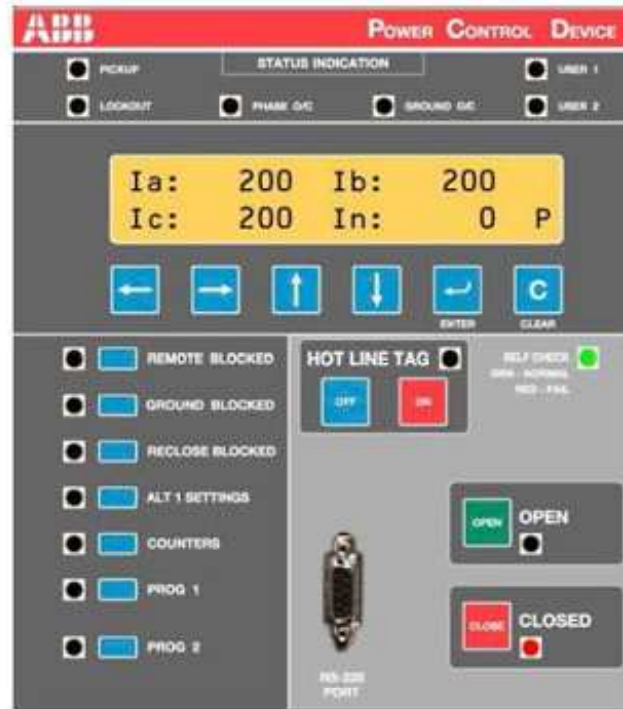 ABB POWER CONTROL DEVICE
STATUS INDICATION
PICKUP USER 1
LOCKOUT PHASE O/C GROUND O/C USER 2
Ia: 200 Ib: 200
Ic: 200 In: 0 P
C
ENTER CLEAR
REMOTE BLOCKED
GROUND BLOCKED
RECLOSE BLOCKED
ALT 1 SETTINGS
COUNTERS
PROG 1
PROG 2
HOT LINE TAG
OFF ON
SELF CHECK
GRN - NORMAL
RED - FAIL
OPEN OPEN
CLOSE CLOSED
RS-232
PORT